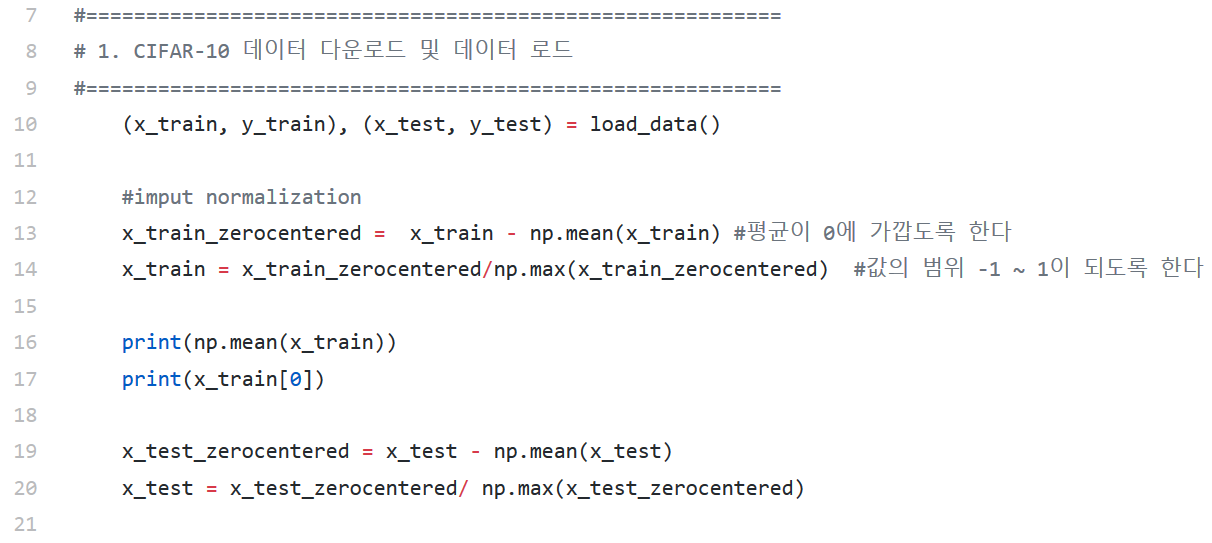 7 #==========================================================
8 # 1. CIFAR-10 데이터 다운로드 및 데이터 로드
9 #==========================================================
10 (x_train, y_train), (x_test, y_test) = load_data()
11
12 #imput normalization
13 x_train_zerocentered =  x_train - np.mean(x_train) #평균이 0에 가깝도록 한다
14 x_train = x_train_zerocentered/np.max(x_train_zerocentered)  #값의 범위 -1 ~ 1이 되도록 한다
15
16 print(np.mean(x_train))
17 print(x_train[0])
18
19 x_test_zerocentered = x_test - np.mean(x_test)
20 x_test = x_test_zerocentered/ np.max(x_test_zerocentered)
21